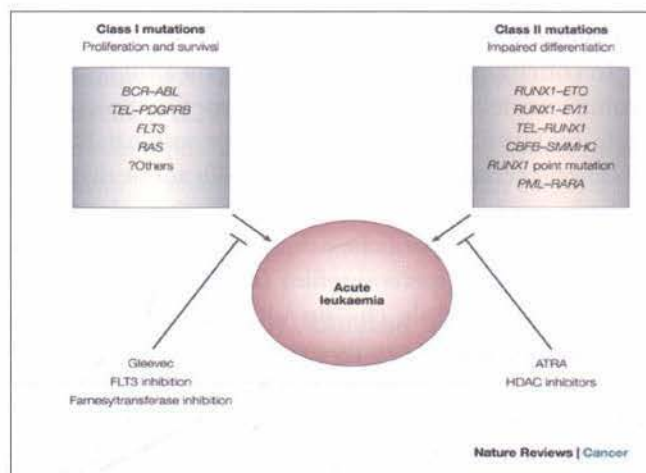 Class I mutations
Proliferation and survival
BCR–ABL
TEL–PDGFRB
FLT3
RAS
?Others
Class II mutations
Impaired differentiation
RUNX1–ETO
RUNX1–EVI1
TEL–RUNX1
CBFB–SMMHC
RUNX1 point mutation
PML–RARA
Acute
leukaemia
Gleevec
FLT3 inhibition
Farnesyltransferase inhibition
ATRA
HDAC inhibitors
Nature Reviews | Cancer